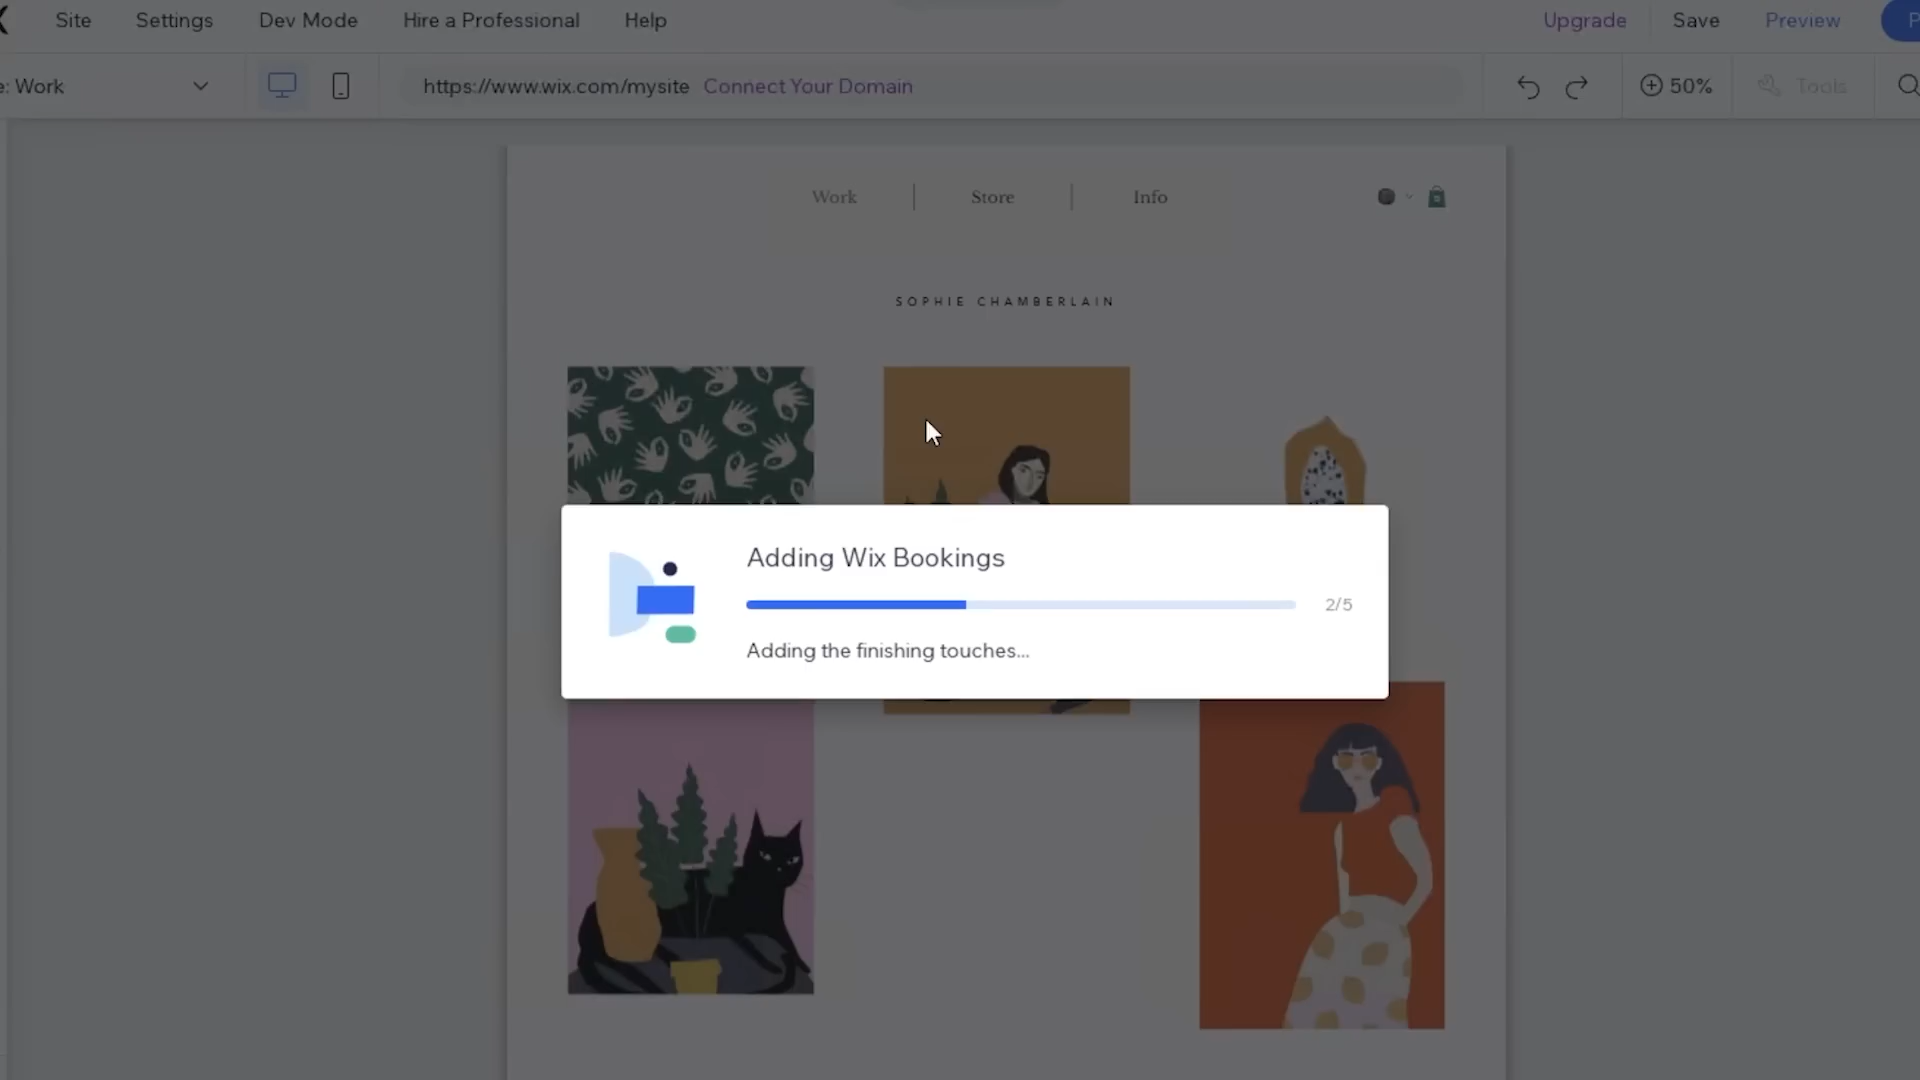 Site Settings Dev Mode Hire a Professional Help Upgrade Save Preview
e: Work https://www.wix.com/mysite Connect Your Domain 50% Tools
Work Store Info
SOPHIE CHAMBERLAIN
Adding Wix Bookings
2/5
Adding the finishing touches...